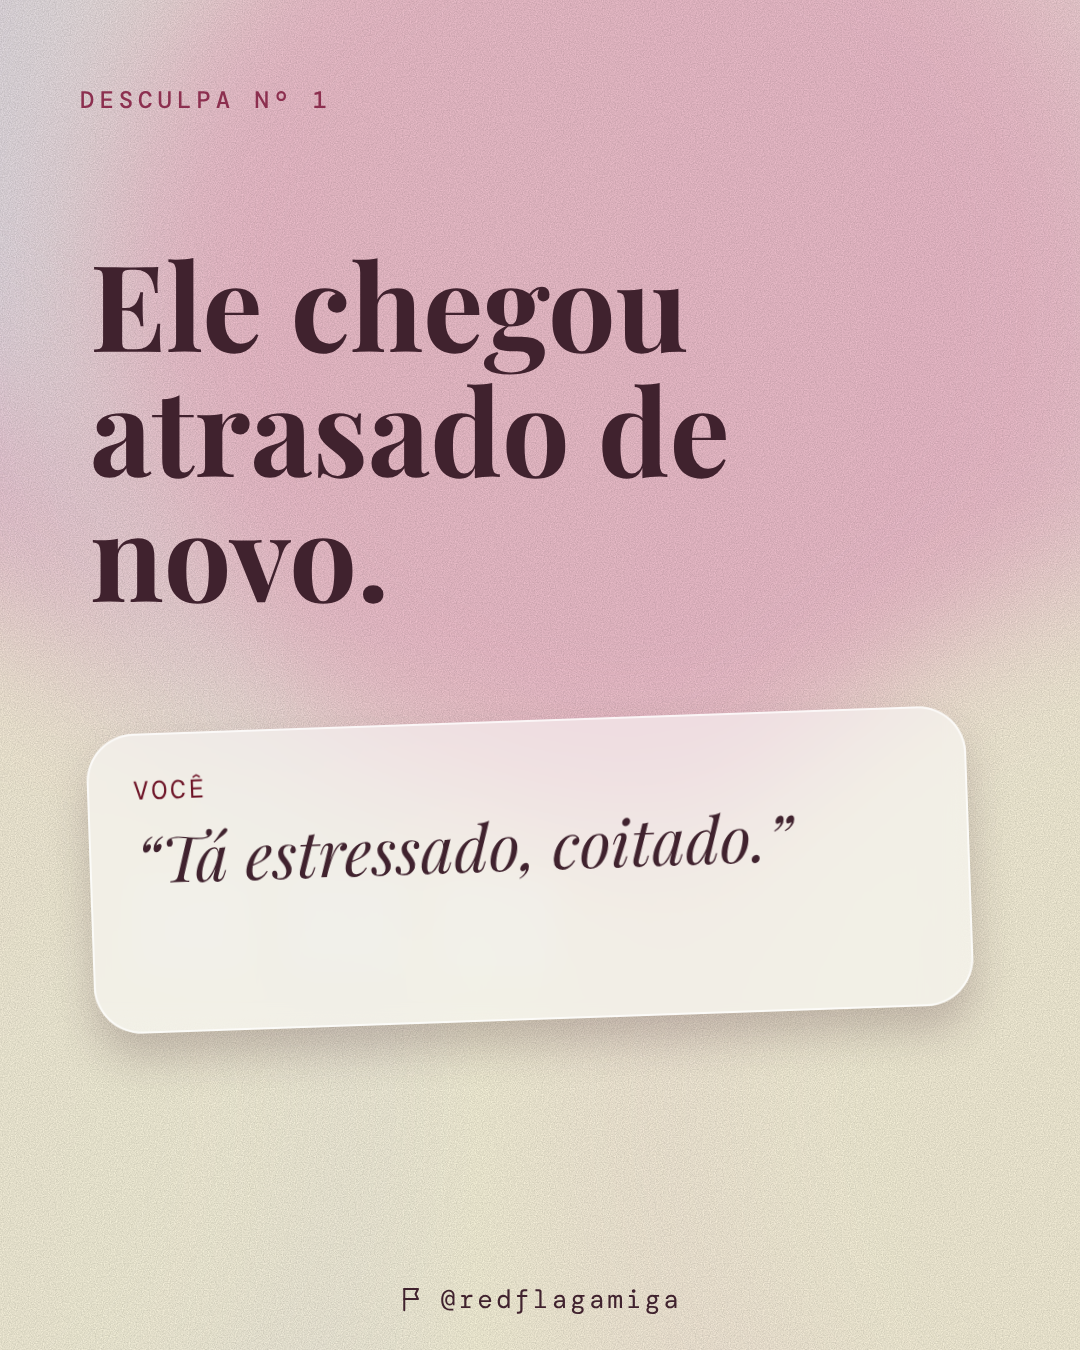 DESCULPA Nº 1
Ele chegou
atrasado de
novo.
VOCÊ
“Tá estressado, coitado.”
@redflagamiga